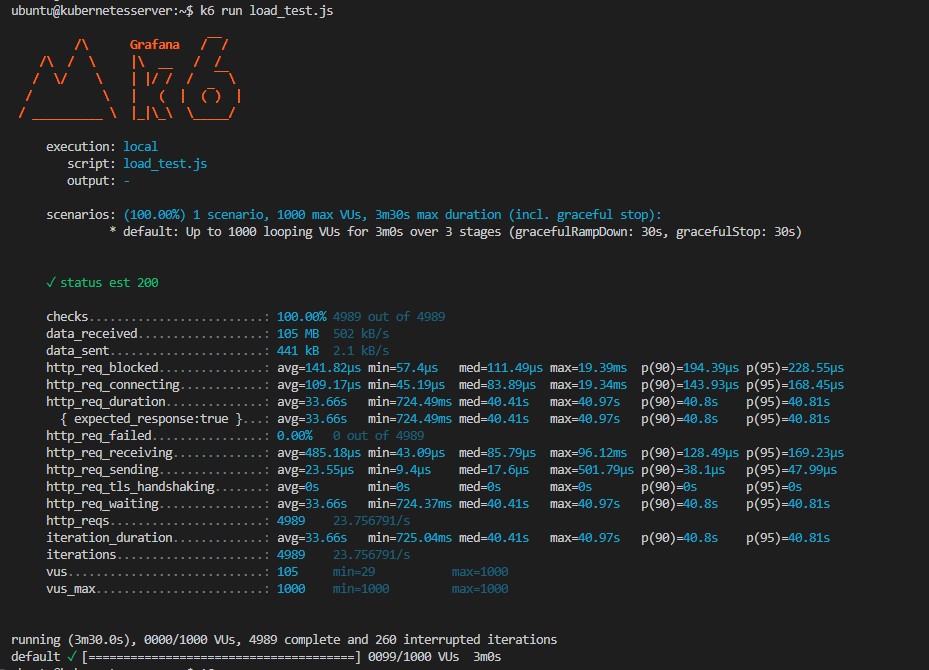 ubuntu@kubernetesserver:~$ k6 run load_test.js
Grafana
k6
execution: local
script: load_test.js
output: -
scenarios: (100.00%) 1 scenario, 1000 max VUs, 3m30s max duration (incl. graceful stop):
* default: Up to 1000 looping VUs for 3m0s over 3 stages (gracefulRampDown: 30s, gracefulStop: 30s)
✓ status est 200
checks.........................: 100.00% 4989 out of 4989
data_received..................: 105 MB 502 kB/s
data_sent......................: 441 kB 2.1 kB/s
http_req_blocked...............: avg=141.82µs min=57.4µs med=111.49µs max=19.39ms p(90)=194.39µs p(95)=228.55µs
http_req_connecting............: avg=109.17µs min=45.19µs med=83.89µs max=19.34ms p(90)=143.93µs p(95)=168.45µs
http_req_duration..............: avg=33.66s min=724.49ms med=40.41s max=40.97s p(90)=40.8s p(95)=40.81s
{ expected_response:true }...: avg=33.66s min=724.49ms med=40.41s max=40.97s p(90)=40.8s p(95)=40.81s
http_req_failed................: 0.00% 0 out of 4989
http_req_receiving.............: avg=485.18µs min=43.09µs med=85.79µs max=96.12ms p(90)=128.49µs p(95)=169.23µs
http_req_sending...............: avg=23.55µs min=9.4µs med=17.6µs max=501.79µs p(90)=38.1µs p(95)=47.99µs
http_req_tls_handshaking.......: avg=0s min=0s med=0s max=0s p(90)=0s p(95)=0s
http_req_waiting...............: avg=33.66s min=724.37ms med=40.41s max=40.97s p(90)=40.8s p(95)=40.81s
http_reqs......................: 4989 23.756791/s
iteration_duration.............: avg=33.66s min=725.04ms med=40.41s max=40.97s p(90)=40.8s p(95)=40.81s
iterations.....................: 4989 23.756791/s
vus............................: 105 min=29 max=1000
vus_max........................: 1000 min=1000 max=1000
running (3m30.0s), 0000/1000 VUs, 4989 complete and 260 interrupted iterations
default ✓ [======================================] 0099/1000 VUs 3m0s